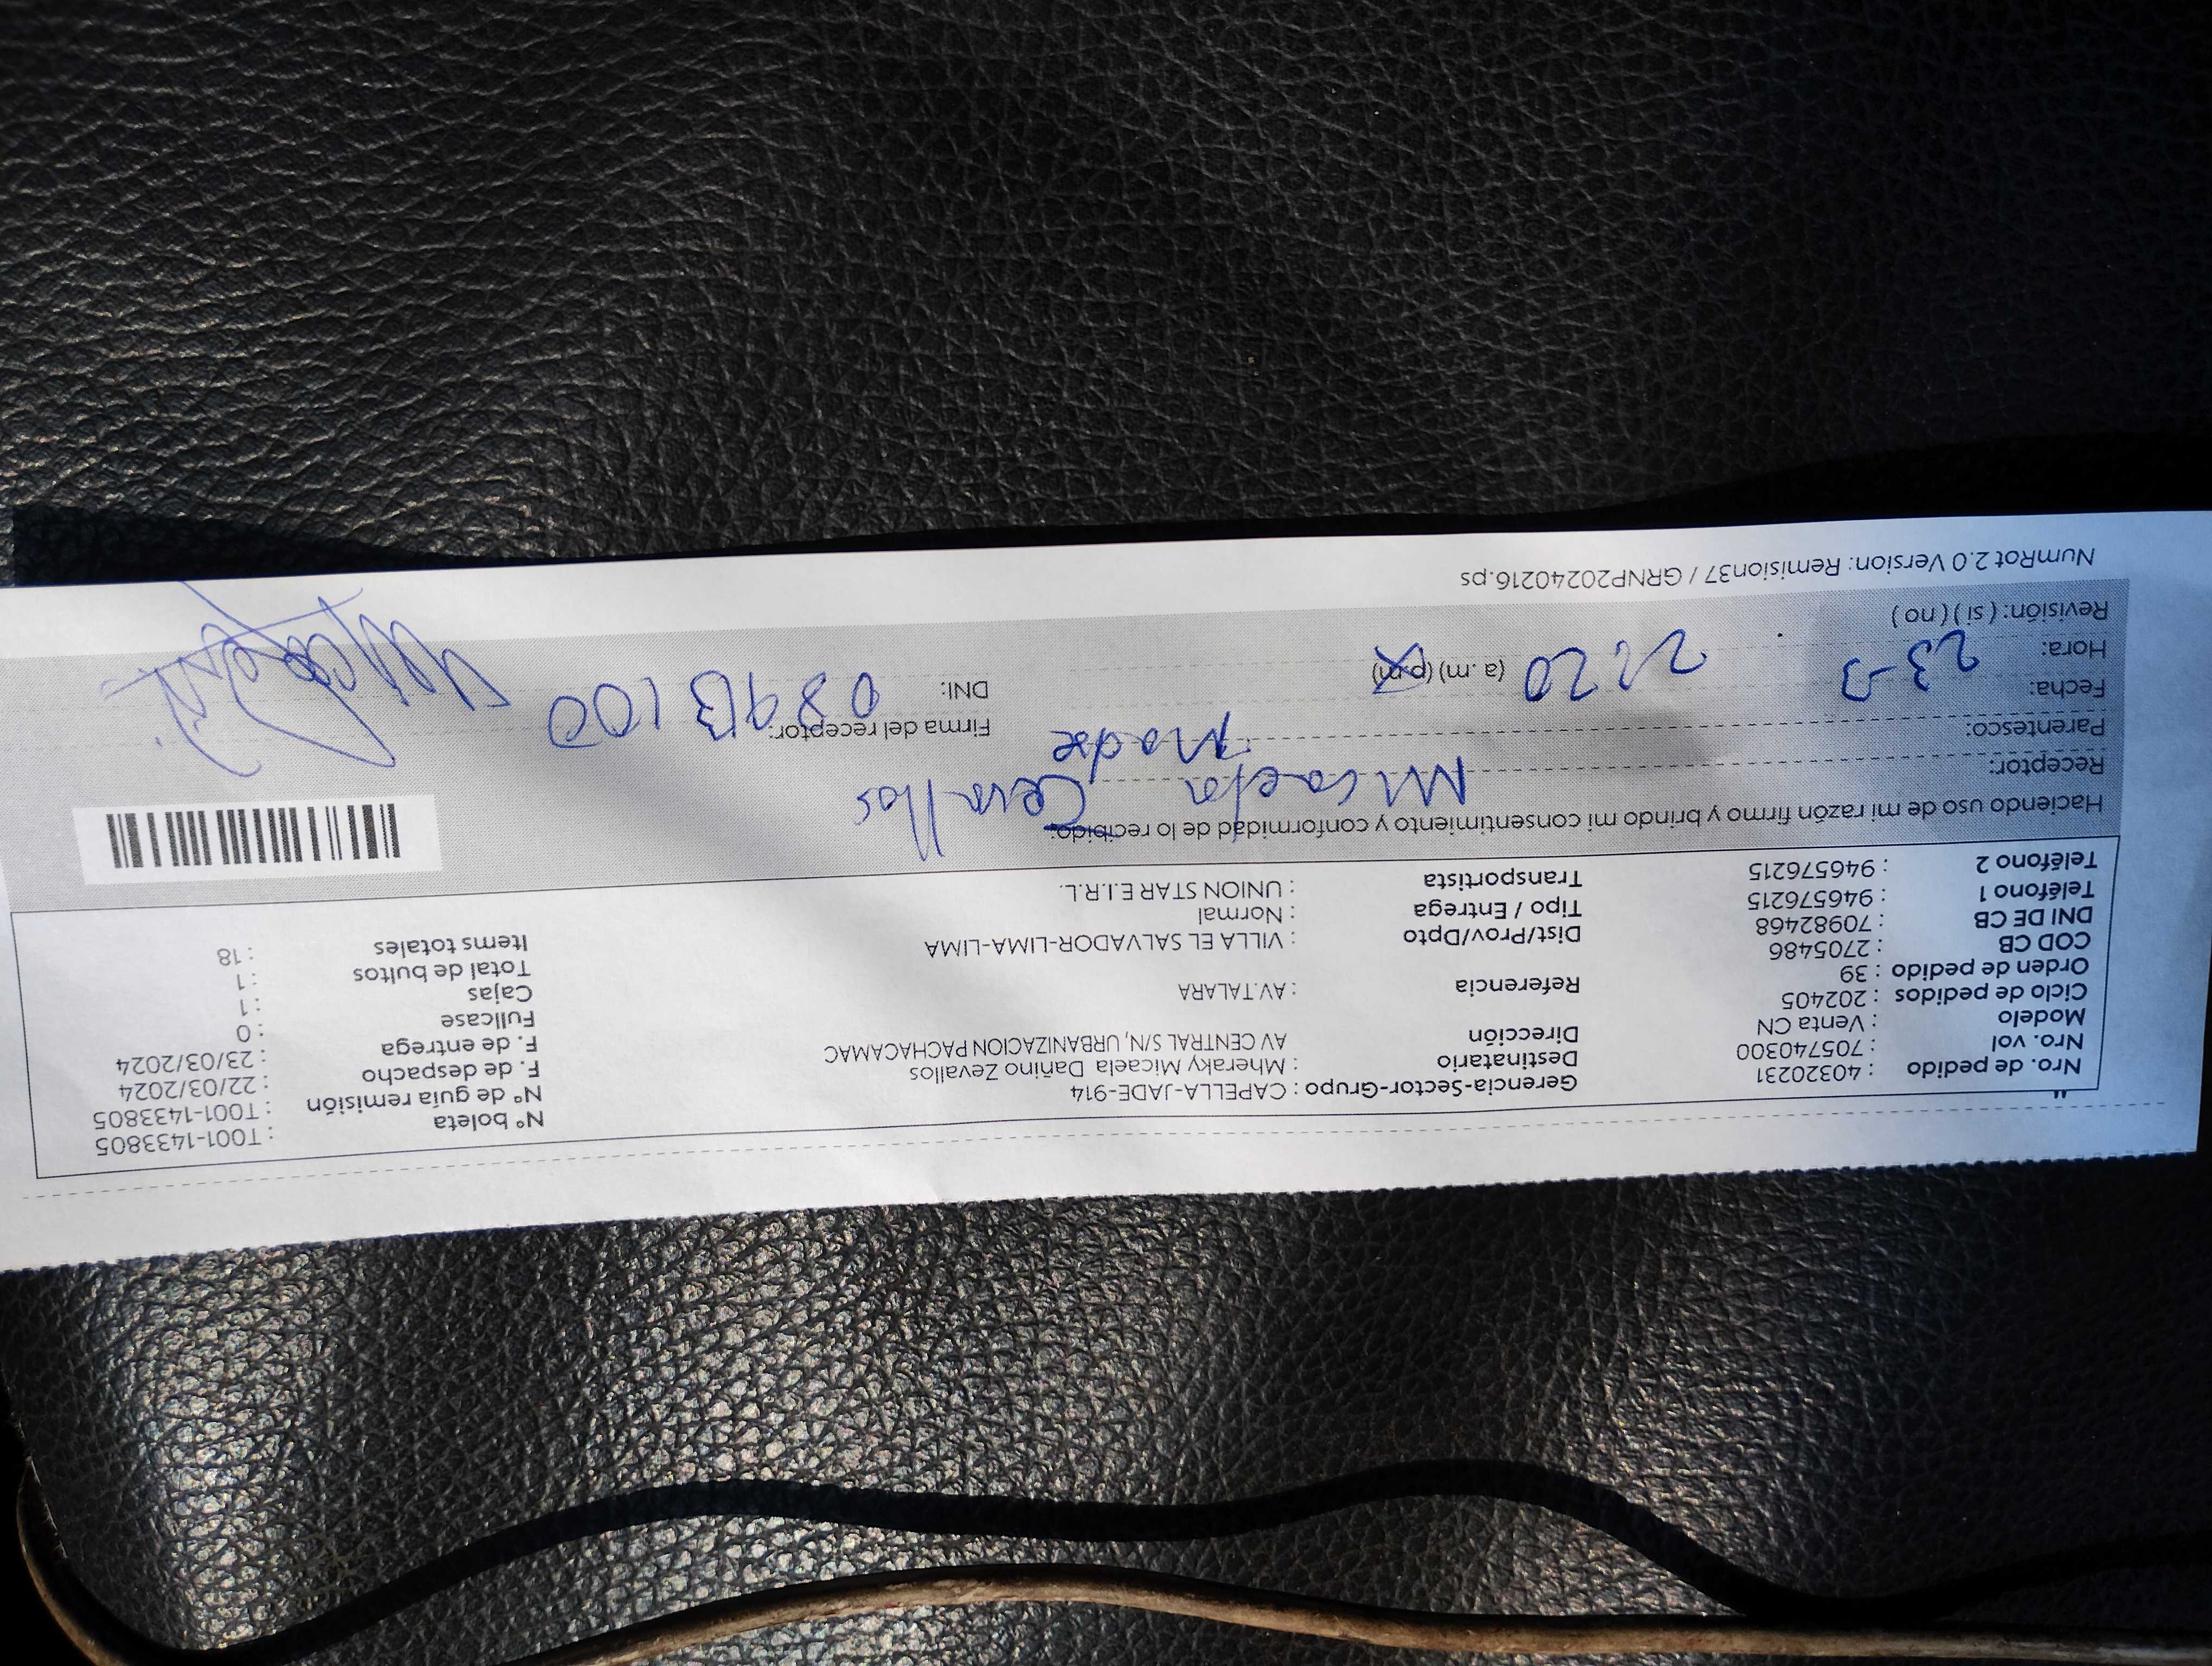 Nro. de pedido : 40320231
Nro. vol : 705740300
Modelo : Venta CN
Ciclo de pedidos : 202405
Orden de pedido : 39
COD CB : 2705486
DNI DE CB : 70982468
Teléfono 1 : 946576215
Teléfono 2 : 946576215
Gerencia-Sector-Grupo : CAPELLA-JADE-914
Destinatario : Mheraky Micaela Dañino Zevallos
Dirección AV CENTRAL S/N, URBANIZACION PACHACAMAC
Referencia : AV.TALARA
Dist/Prov/Dpto : VILLA EL SALVADOR-LIMA-LIMA
Tipo / Entrega : Normal
Transportista : UNION STAR E.I.R.L.
N° boleta : T001-1433805
N° de guía remisión : T001-1433805
F. de despacho : 22/03/2024
F. de entrega : 23/03/2024
Fullcase : 0
Cajas : 1
Total de bultos : 1
Items totales : 18
Haciendo uso de mi razón firmo y brindo mi consentimiento y conformidad de lo recibido:
Receptor: Micaela Cevallos
Parentesco: Madre
Fecha: 23-3
Hora: 2:20 (a.m) (p.m)
Revisión: ( si ) ( no )
Firma del receptor:
DNI:
NumRot 2.0 Version: Remision37 / GRNP20240216.ps